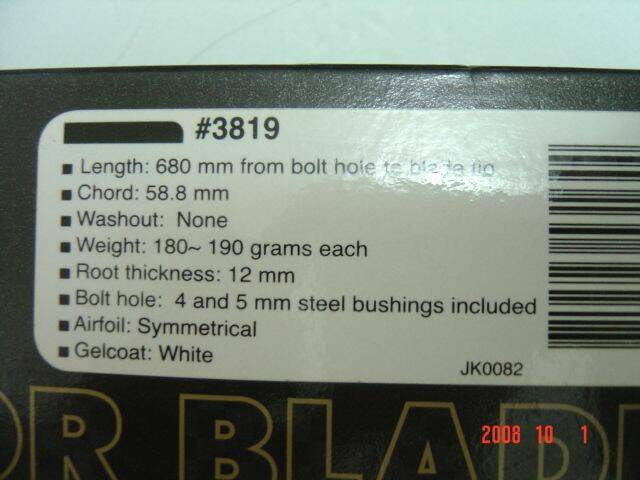 #3819
■ Length: 680 mm from bolt hole to blade tip
■ Chord: 58.8 mm
■ Washout: None
■ Weight: 180~ 190 grams each
■ Root thickness: 12 mm
■ Bolt hole: 4 and 5 mm steel bushings included
■ Airfoil: Symmetrical
■ Gelcoat: White
JK0082
OR BLAD
2008 10 1